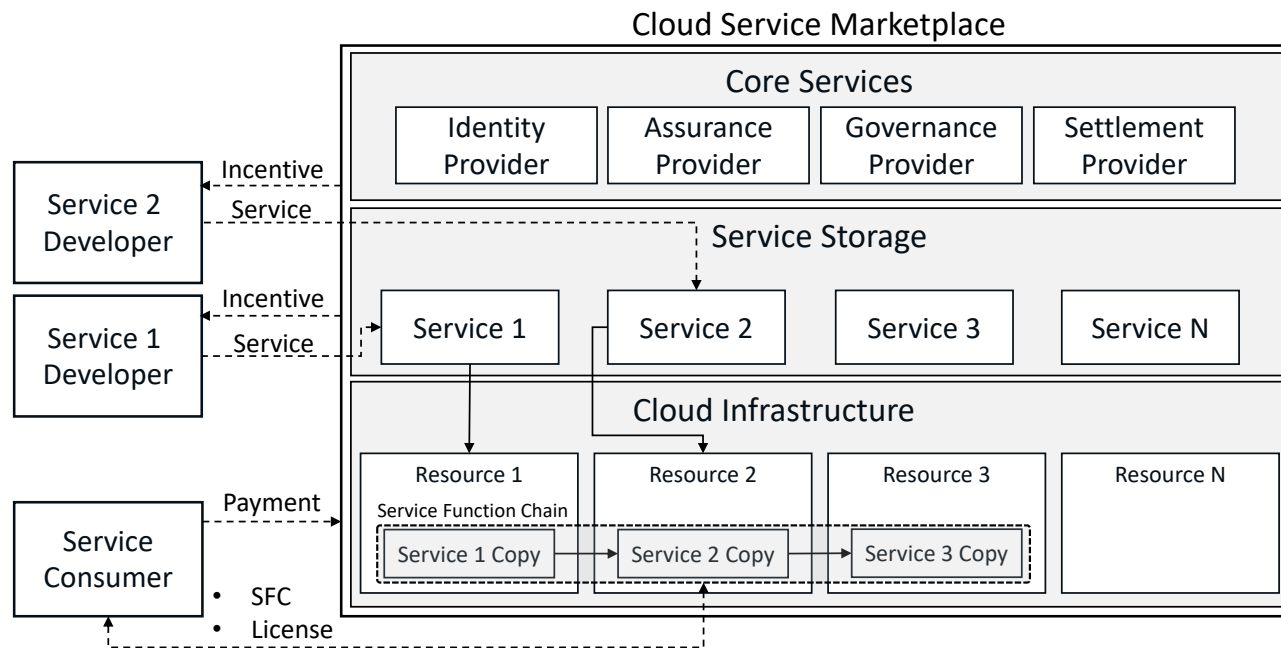 Cloud Service Marketplace
Core Services
Identity
Provider
Assurance
Provider
Governance
Provider
Settlement
Provider
Service 2
Developer
Incentive
Service
Service Storage
Service 1
Developer
Incentive
Service
Service 1
Service 2
Service 3
Service N
Cloud Infrastructure
Resource 1
Resource 2
Resource 3
Resource N
Service Function Chain
Service 1 Copy
Service 2 Copy
Service 3 Copy
Service
Consumer
Payment
• SFC
• License